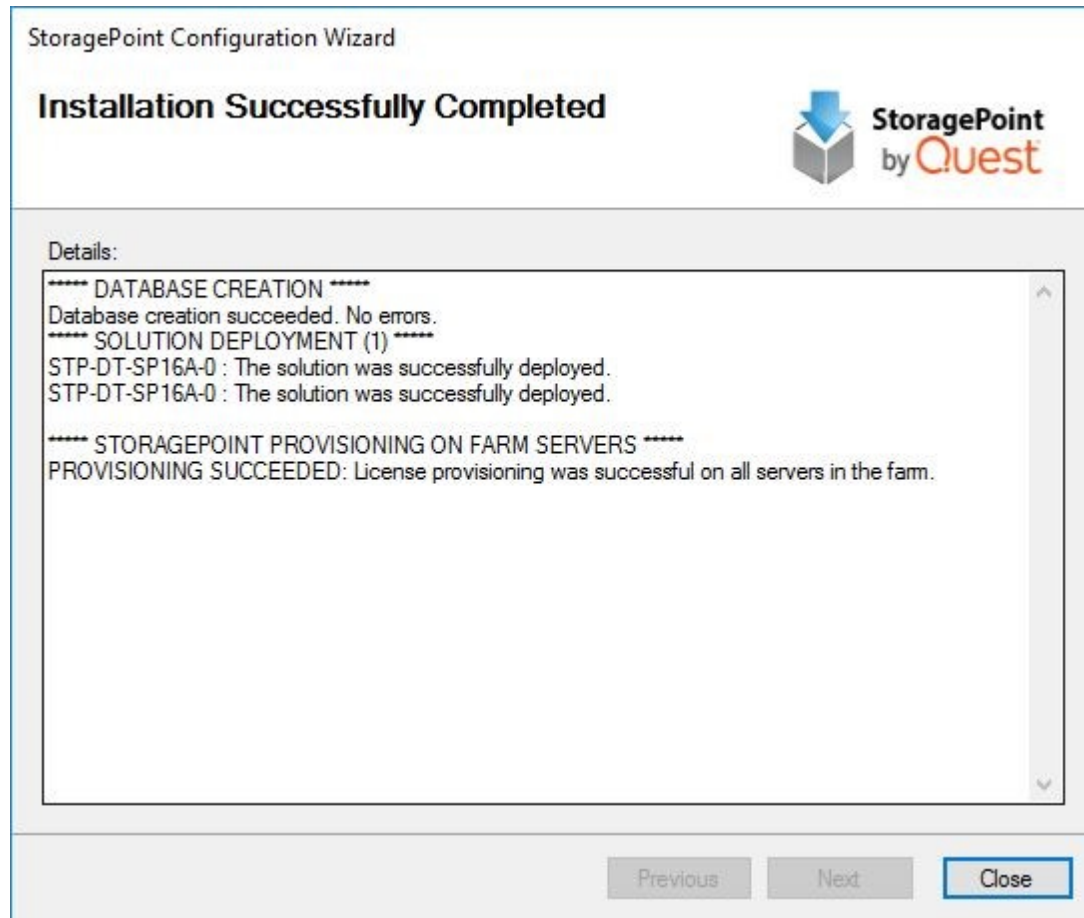 StoragePoint Configuration Wizard
Installation Successfully Completed
StoragePoint
by Quest
Details:
***** DATABASE CREATION *****
Database creation succeeded. No errors.
***** SOLUTION DEPLOYMENT (1) *****
STP-DT-SP16A-0 : The solution was successfully deployed.
STP-DT-SP16A-0 : The solution was successfully deployed.
***** STORAGEPOINT PROVISIONING ON FARM SERVERS *****
PROVISIONING SUCCEEDED: License provisioning was successful on all servers in the farm.
Previous
Next
Close